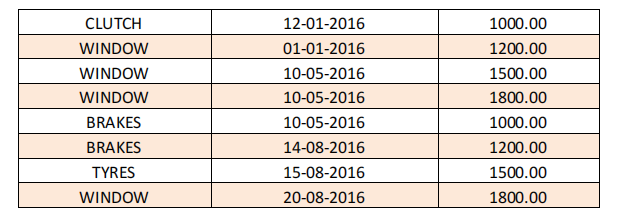 CLUTCH 12-01-2016 1000.00
WINDOW 01-01-2016 1200.00
WINDOW 10-05-2016 1500.00
WINDOW 10-05-2016 1800.00
BRAKES 10-05-2016 1000.00
BRAKES 14-08-2016 1200.00
TYRES 15-08-2016 1500.00
WINDOW 20-08-2016 1800.00